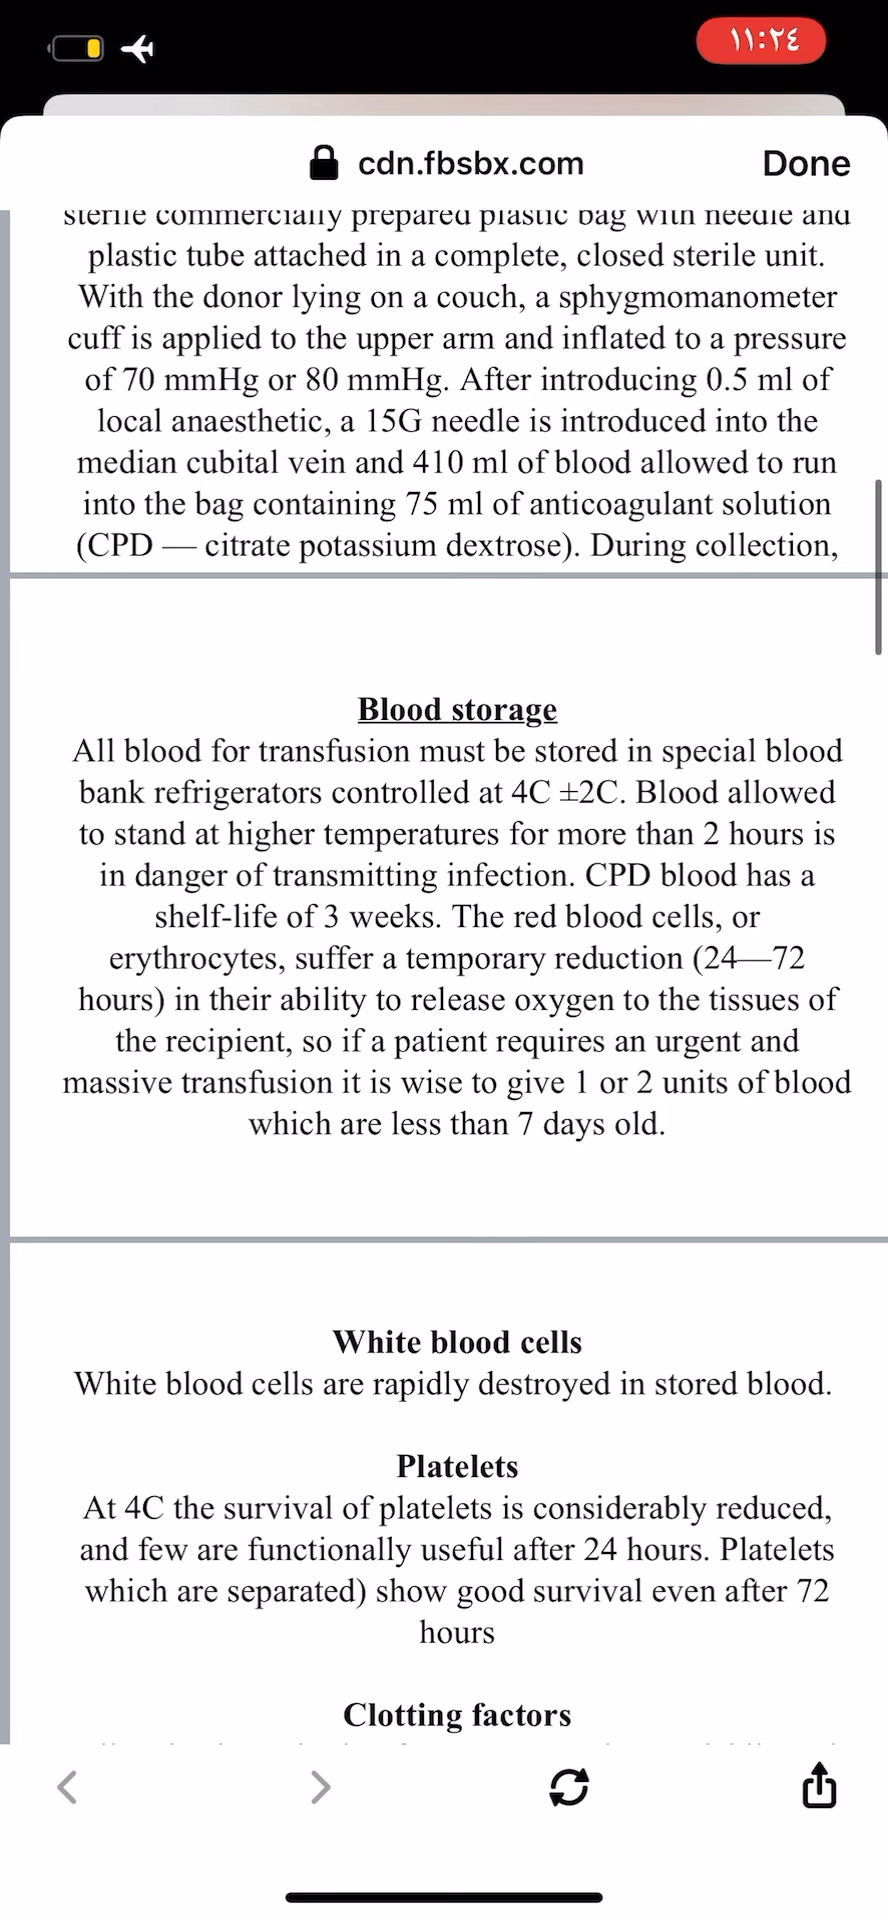 ١١:٢٤
cdn.fbsbx.com
Done
sterile commercially prepared plastic bag with needle and
plastic tube attached in a complete, closed sterile unit.
With the donor lying on a couch, a sphygmomanometer
cuff is applied to the upper arm and inflated to a pressure
of 70 mmHg or 80 mmHg. After introducing 0.5 ml of
local anaesthetic, a 15G needle is introduced into the
median cubital vein and 410 ml of blood allowed to run
into the bag containing 75 ml of anticoagulant solution
(CPD — citrate potassium dextrose). During collection,
Blood storage
All blood for transfusion must be stored in special blood
bank refrigerators controlled at 4C ±2C. Blood allowed
to stand at higher temperatures for more than 2 hours is
in danger of transmitting infection. CPD blood has a
shelf-life of 3 weeks. The red blood cells, or
erythrocytes, suffer a temporary reduction (24—72
hours) in their ability to release oxygen to the tissues of
the recipient, so if a patient requires an urgent and
massive transfusion it is wise to give 1 or 2 units of blood
which are less than 7 days old.
White blood cells
White blood cells are rapidly destroyed in stored blood.
Platelets
At 4C the survival of platelets is considerably reduced,
and few are functionally useful after 24 hours. Platelets
which are separated) show good survival even after 72
hours
Clotting factors